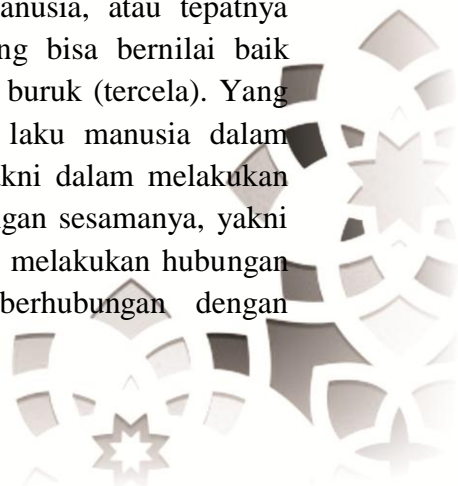 anusia, atau tepatnya
ng bisa bernilai baik
buruk (tercela). Yang
laku manusia dalam
akni dalam melakukan
ngan sesamanya, yakni
melakukan hubungan
berhubungan dengan